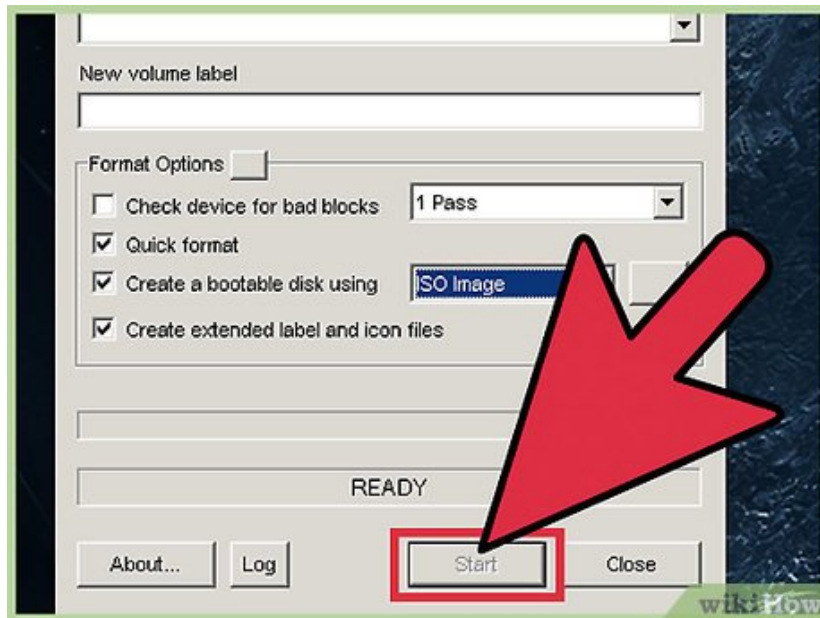 New volume label
Format Options
Check device for bad blocks 1 Pass
Quick format
Create a bootable disk using ISO Image
Create extended label and icon files
READY
About... Log Start Close
wikiHow